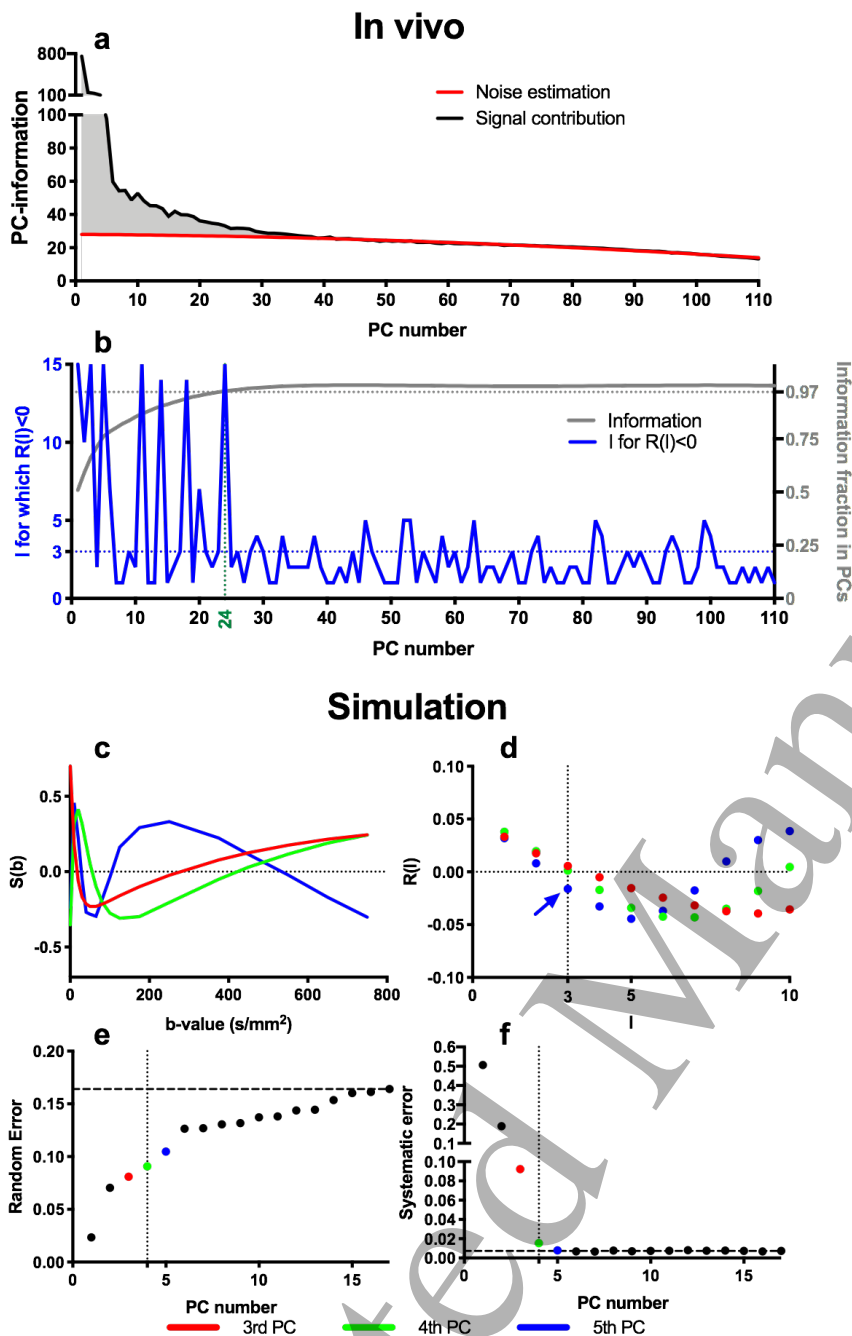 In vivo
a
800
100
100
80
60
40
20
0
PC-information
Noise estimation
Signal contribution
0 10 20 30 40 50 60 70 80 90 100 110
PC number
b
15
10
5
3
0
l for which R(l)<0
Information
l for R(l)<0
0.97
0.75
0.5
0.25
0
Information fraction in PCs
0 10 20 24 30 40 50 60 70 80 90 100 110
PC number
Simulation
c
0.5
0.0
-0.5
S(b)
0 200 400 600 800
b-value (s/mm²)
d
0.10
0.05
0.00
-0.05
-0.10
R(l)
0 3 5 10
l
e
0.20
0.15
0.10
0.05
0.00
Random Error
0 5 10 15
PC number
f
0.6
0.5
0.4
0.3
0.2
0.1
0.10
0.08
0.06
0.04
0.02
0.00
Systematic error
0 5 10 15
PC number
3rd PC 4th PC 5th PC
ted Man